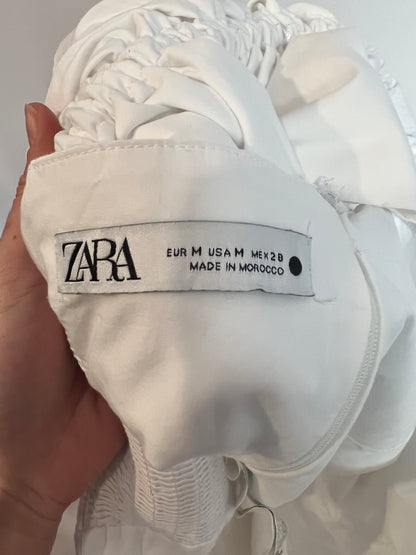 ZARA
EUR M USA M MEX 28
MADE IN MOROCCO